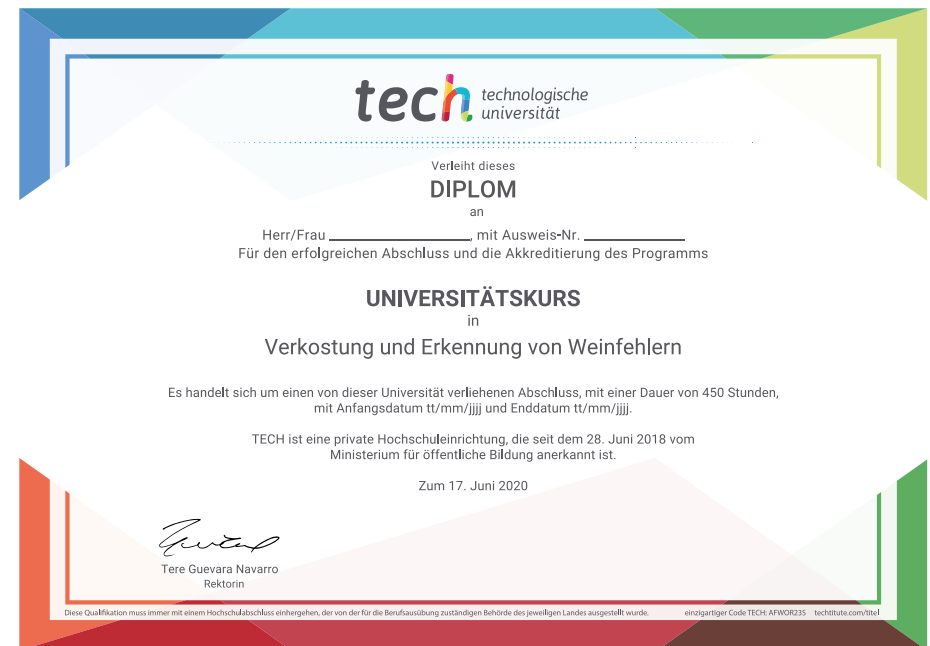 tech technologische
universität
Verleiht dieses
DIPLOM
an
Herr/Frau ____________, mit Ausweis-Nr. ____________
Für den erfolgreichen Abschluss und die Akkreditierung des Programms
UNIVERSITÄTSKURS
in
Verkostung und Erkennung von Weinfehlern
Es handelt sich um einen von dieser Universität verliehenen Abschluss, mit einer Dauer von 450 Stunden,
mit Anfangsdatum tt/mm/jjjj und Enddatum tt/mm/jjjj.
TECH ist eine private Hochschuleinrichtung, die seit dem 28. Juni 2018 vom
Ministerium für öffentliche Bildung anerkannt ist.
Zum 17. Juni 2020
Tere Guevara Navarro
Rektorin
Diese Qualifikation muss immer mit einem Hochschulabschluss einhergehen, der von der für die Berufsausübung zuständigen Behörde des jeweiligen Landes ausgestellt wurde. einzigartiger Code TECH: AFWOR23S techtitute.com/titel